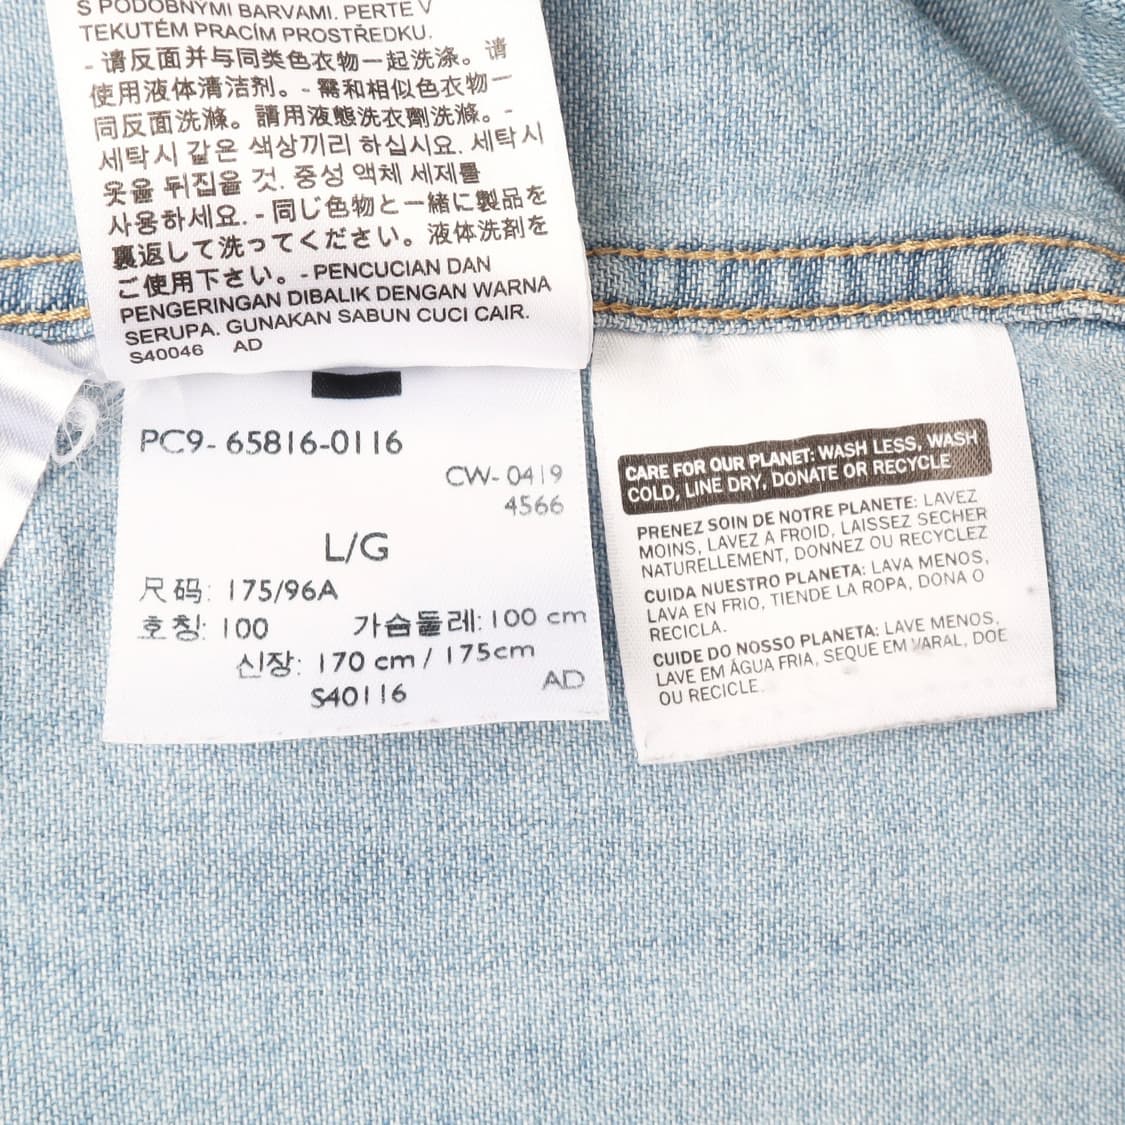 S PODOBNÝMI BARVAMI. PERTE V
TEKUTÉM PRACÍM PROSTŘEDKU.
- 请反面并与同类色衣物一起洗涤。请
使用液体清洁剂。- 需和相似色衣物一
同反面洗滌。請用液態洗衣劑洗滌。-
세탁시 같은 색상끼리 하십시요. 세탁시
옷을 뒤집을 것. 중성 액체 세제를
사용하세요. - 同じ色物と一緒に製品を
裏返して洗ってください。液体洗剤を
ご使用下さい。- PENCUCIAN DAN
PENGERINGAN DIBALIK DENGAN WARNA
SERUPA. GUNAKAN SABUN CUCI CAIR.
S40046 AD
PC9-65816-0116
CW-0419
4566
L/G
尺码: 175/96A
호칭: 100 가슴둘레: 100 cm
신장: 170 cm / 175cm
S40116 AD
CARE FOR OUR PLANET: WASH LESS, WASH
COLD, LINE DRY, DONATE OR RECYCLE
PRENEZ SOIN DE NOTRE PLANETE: LAVEZ
MOINS, LAVEZ A FROID, LAISSEZ SECHER
NATURELLEMENT, DONNEZ OU RECYCLEZ
CUIDA NUESTRO PLANETA: LAVA MENOS,
LAVA EN FRIO, TIENDE LA ROPA, DONA O
RECICLA.
CUIDE DO NOSSO PLANETA: LAVE MENOS,
LAVE EM ÁGUA FRIA, SEQUE EM VARAL, DOE
OU RECICLE.